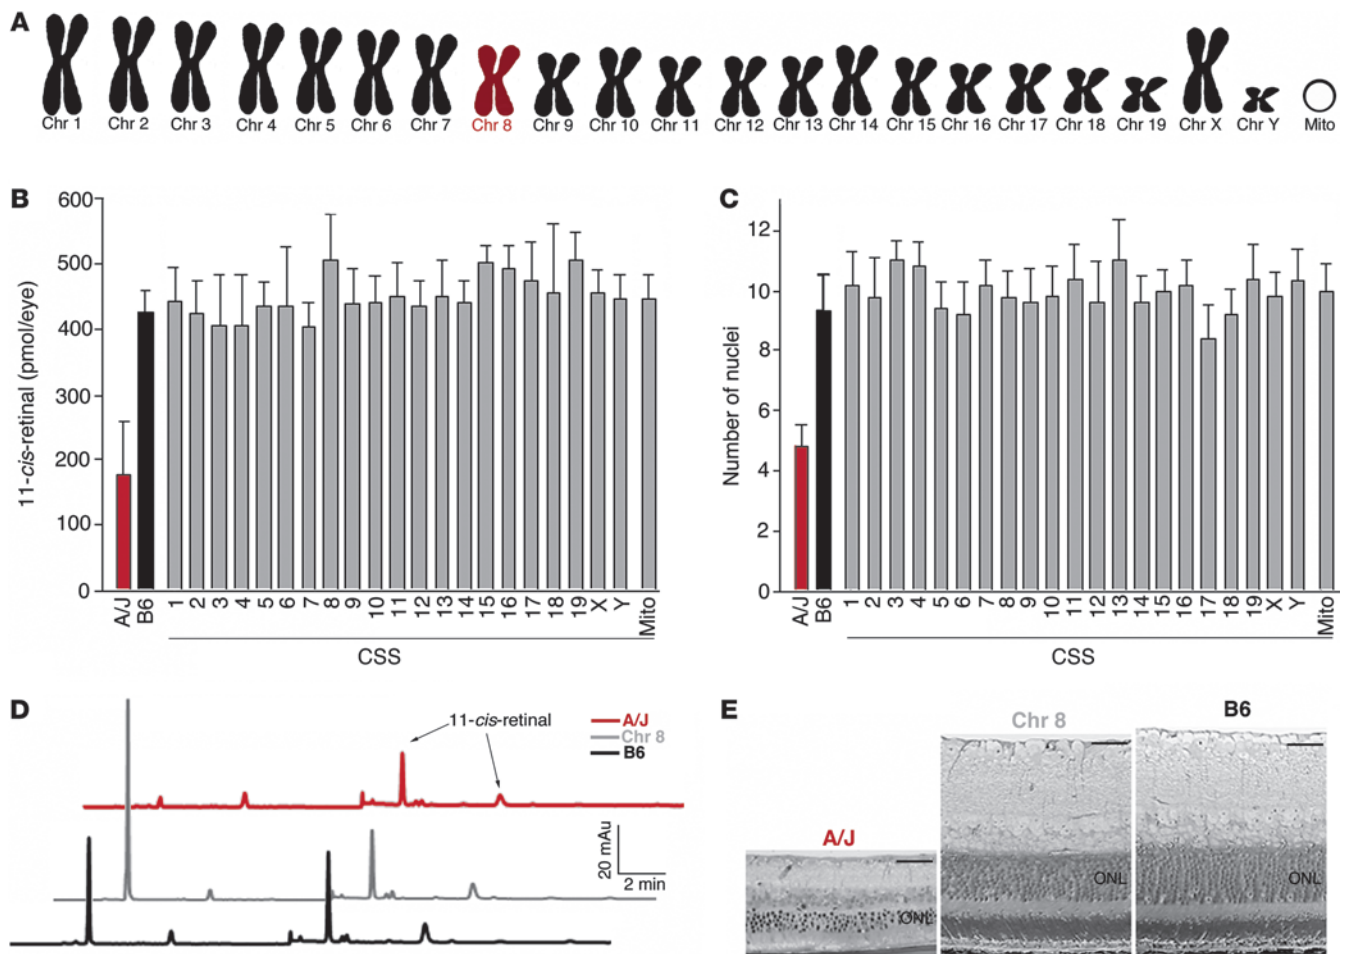 A
Chr 1 Chr 2 Chr 3 Chr 4 Chr 5 Chr 6 Chr 7 Chr 8 Chr 9 Chr 10 Chr 11 Chr 12 Chr 13 Chr 14 Chr 15 Chr 16 Chr 17 Chr 18 Chr 19 Chr X Chr Y Mito
B
11-cis-retinal (pmol/eye)
600
500
400
300
200
100
0
A/J B6 1 2 3 4 5 6 7 8 9 10 11 12 13 14 15 16 17 18 19 X Y Mito
CSS
C
Number of nuclei
12
10
8
6
4
2
0
A/J B6 1 2 3 4 5 6 7 8 9 10 11 12 13 14 15 16 17 18 19 X Y Mito
CSS
D
11-cis-retinal
A/J
Chr 8
B6
20 mAu
2 min
E
A/J
Chr 8
B6
ONL
ONL
ONL